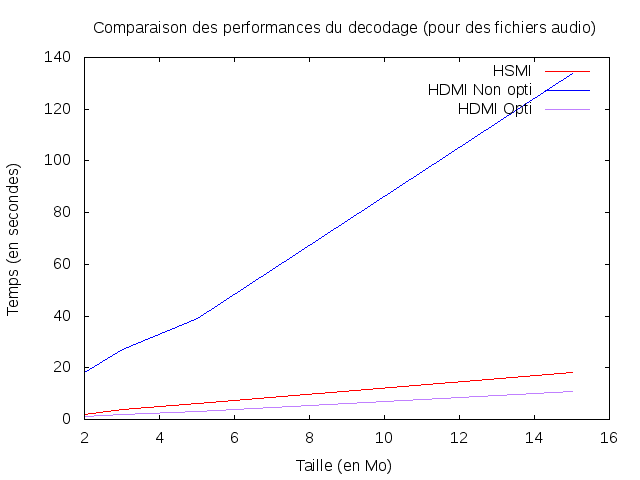 Comparaison des performances du decodage (pour des fichiers audio)
140
120
100
80
60
40
20
0
2 4 6 8 10 12 14 16
Temps (en secondes)
Taille (en Mo)
HSMI
HDMI Non opti
HDMI Opti